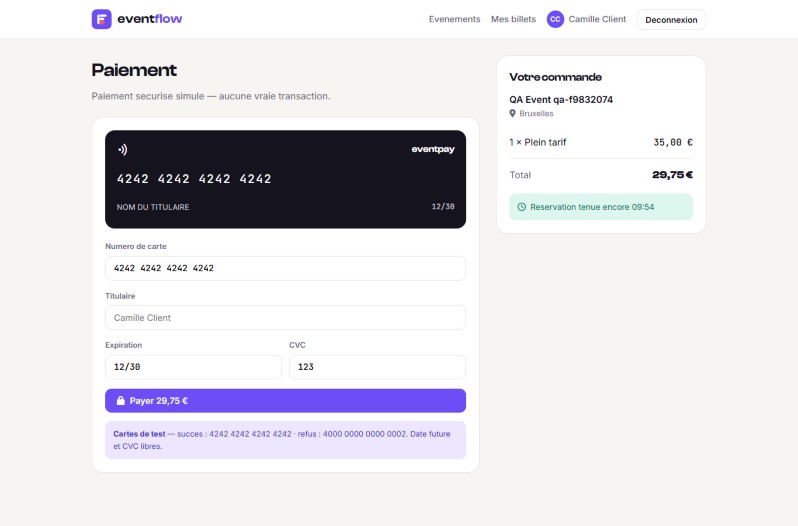 eventflow
Evenements Mes billets CC Camille Client Deconnexion
Paiement
Paiement securise simule — aucune vraie transaction.
eventpay
4242 4242 4242 4242
NOM DU TITULAIRE 12/30
Numero de carte
4242 4242 4242 4242
Titulaire
Camille Client
Expiration CVC
12/30 123
Payer 29,75 €
Cartes de test — succes : 4242 4242 4242 4242 · refus : 4000 0000 0000 0002. Date future
et CVC libres.
Votre commande
QA Event qa-f9832074
Bruxelles
1 × Plein tarif 35,00 €
Total 29,75 €
Reservation tenue encore 09:54